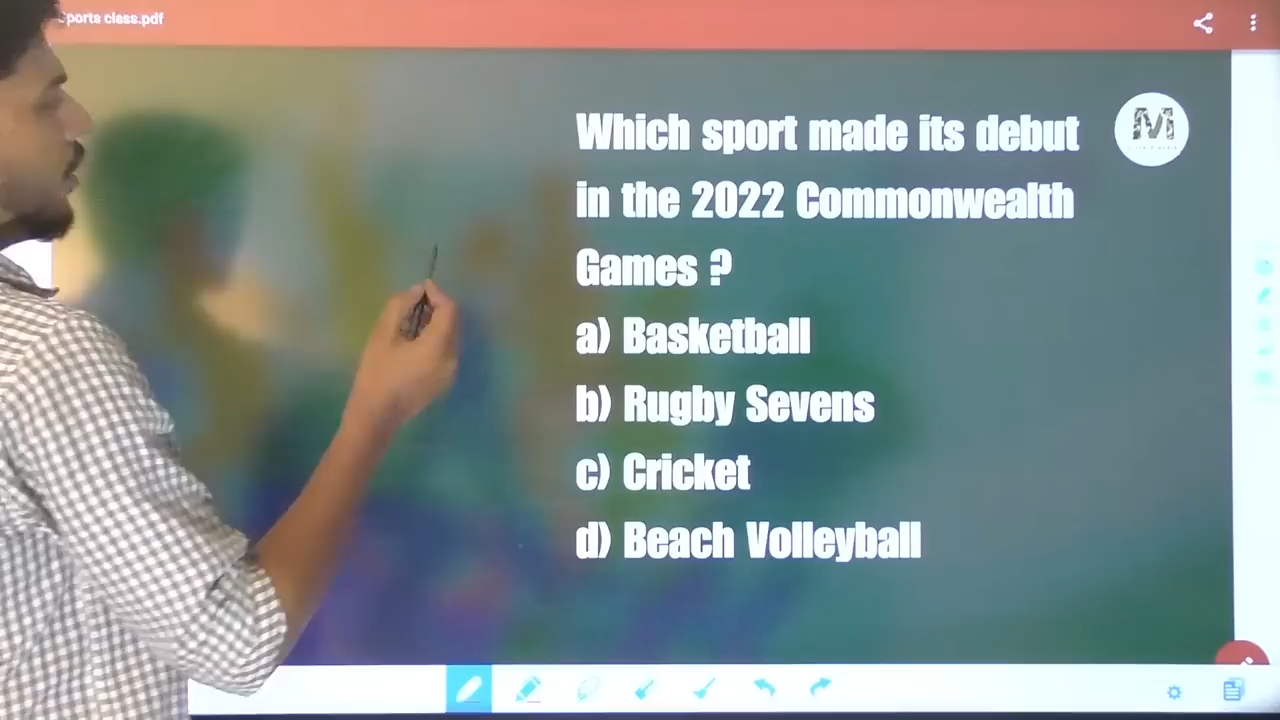 Sports class.pdf
Which sport made its debut
in the 2022 Commonwealth
Games ?
a) Basketball
b) Rugby Sevens
c) Cricket
d) Beach Volleyball
M